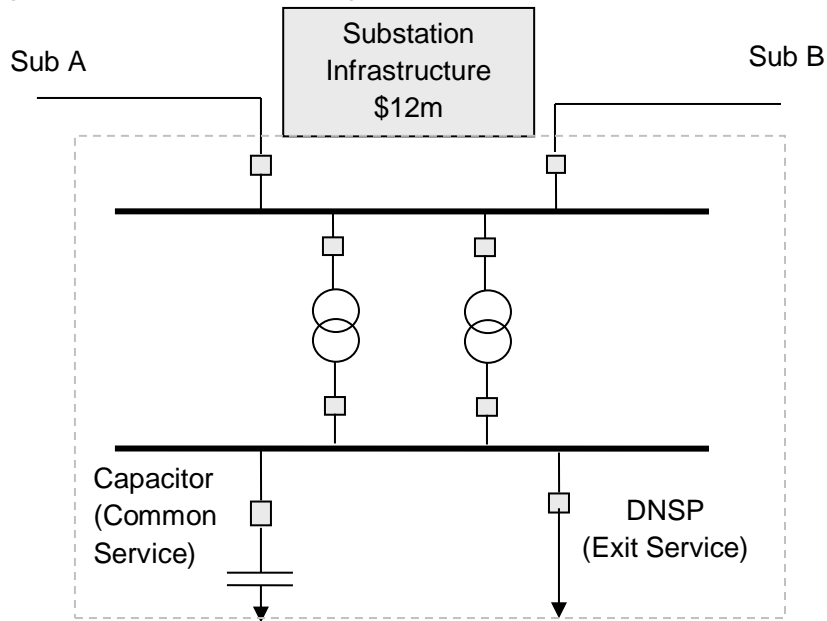 Substation
Infrastructure
$12m
Sub A
Sub B
Capacitor
(Common
Service)
DNSP
(Exit Service)